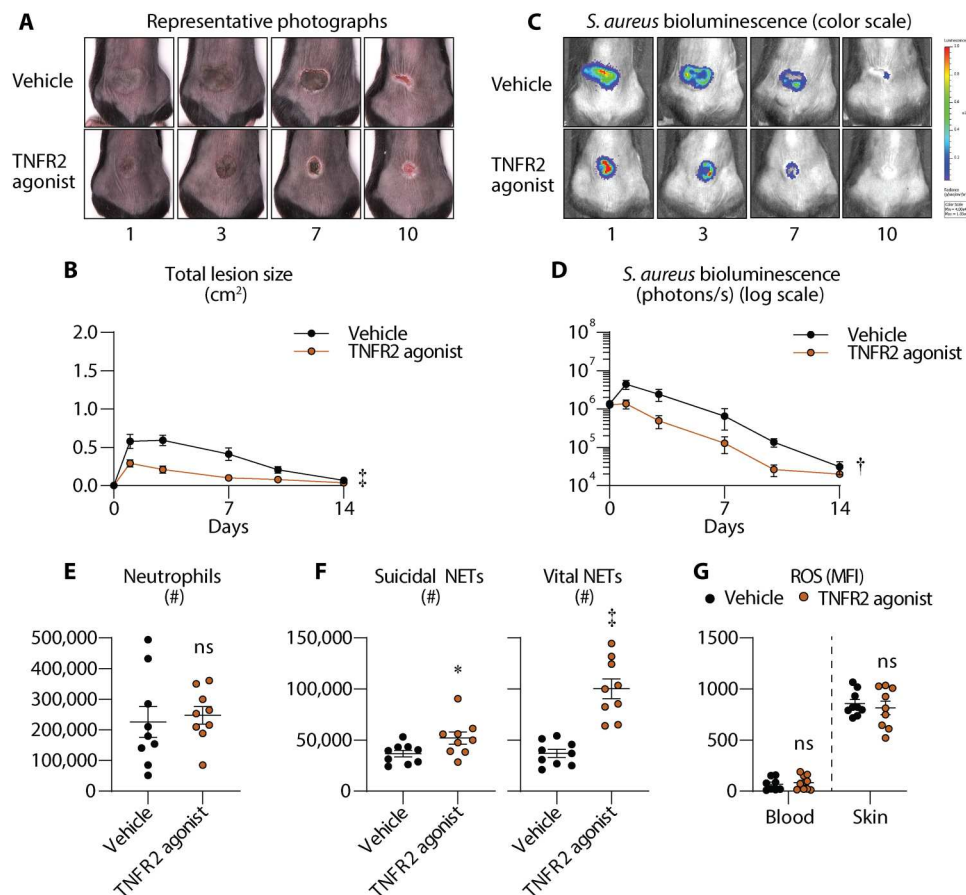 A
Representative photographs
Vehicle
TNFR2
agonist
1 3 7 10
C
S. aureus bioluminescence (color scale)
Vehicle
TNFR2
agonist
1 3 7 10
B
Total lesion size
(cm²)
Vehicle
TNFR2 agonist
2.0
1.5
1.0
0.5
0.0
0 7 14
Days
‡
D
S. aureus bioluminescence
(photons/s) (log scale)
Vehicle
TNFR2 agonist
10⁸
10⁷
10⁶
10⁵
10⁴
0 7 14
Days
†
E
Neutrophils
(#)
ns
500,000
400,000
300,000
200,000
100,000
0
Vehicle
TNFR2 agonist
F
Suicidal NETs
(#)
*
150,000
100,000
50,000
0
Vehicle
TNFR2 agonist
Vital NETs
(#)
‡
Vehicle
TNFR2 agonist
G
ROS (MFI)
Vehicle TNFR2 agonist
1500
1000
500
0
ns
ns
Blood Skin